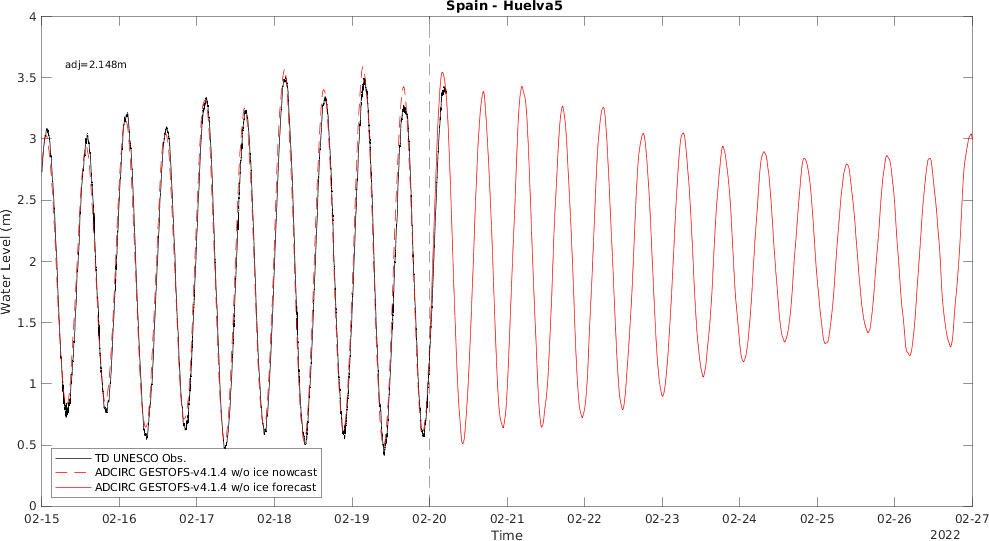 Spain - Huelva5
adj=2.148m
4
3.5
3
2.5
2
1.5
1
0.5
0
Water Level (m)
TD UNESCO Obs.
ADCIRC GESTOFS-v4.1.4 w/o ice nowcast
ADCIRC GESTOFS-v4.1.4 w/o ice forecast
02-15 02-16 02-17 02-18 02-19 02-20 02-21 02-22 02-23 02-24 02-25 02-26 02-27
Time
2022